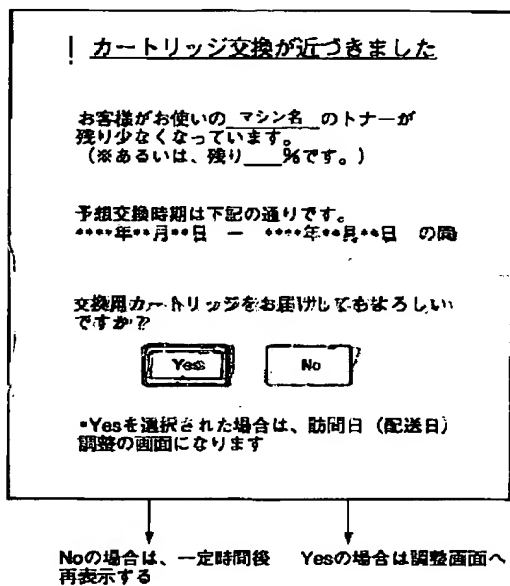 ! カートリッジ交換が近づきました
お客様がお使いの マシン名 のトナーが
残り少なくなっています。
(※あるいは、残り___%です。)
予想交換時期は下記の通りです。
****年**月**日 ー ****年**月**日 の間
交換用カートリッジをお届けしてもよろしい
ですか?
Yes No
*Yesを選択された場合は、訪問日(配送日)
調整の画面になります
Noの場合は、一定時間後 Yesの場合は調整画面へ
再表示する